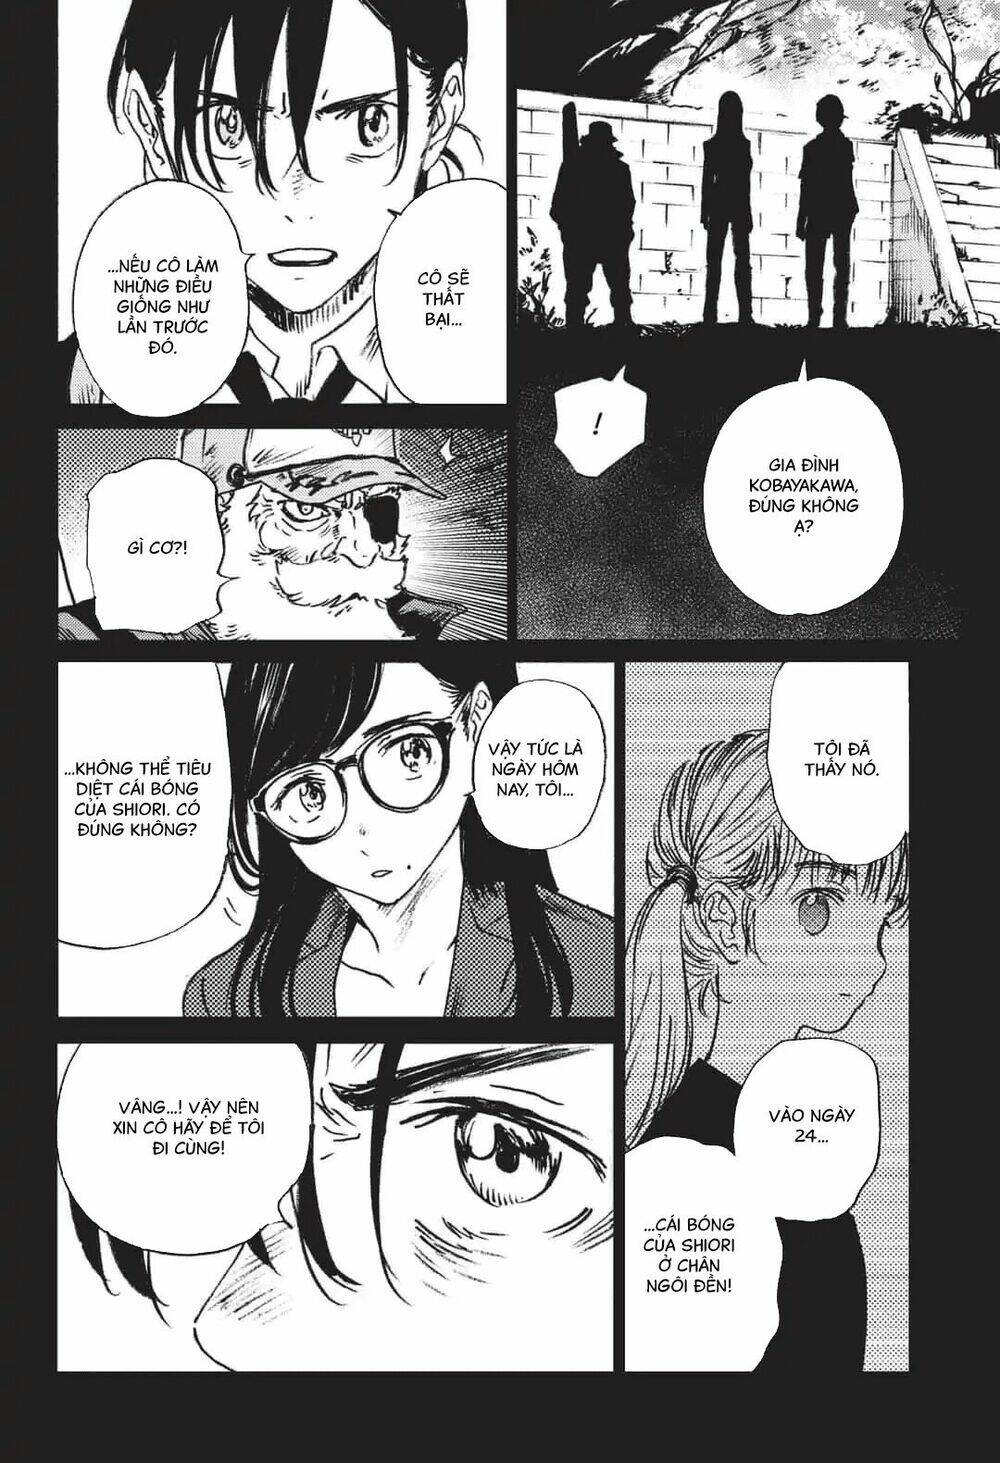 GIA ĐÌNH
KOBAYAKAWA,
ĐÚNG KHÔNG
Ạ?
!
CÔ SẼ
THẤT
BẠI...
...NẾU CÔ LÀM
NHỮNG ĐIỀU
GIỐNG NHƯ
LẦN TRƯỚC
ĐÓ.
GÌ CƠ?!
TÔI ĐÃ
THẤY NÓ.
VÀO NGÀY
24...
...CÁI BÓNG
CỦA SHIORI
Ở CHÂN
NGÔI ĐỀN!
VẬY TỨC LÀ
NGÀY HÔM
NAY, TÔI...
...KHÔNG THỂ TIÊU
DIỆT CÁI BÓNG
CỦA SHIORI. CÓ
ĐÚNG KHÔNG?
VÂNG...! VẬY NÊN
XIN CÔ HÃY ĐỂ TÔI
ĐI CÙNG!